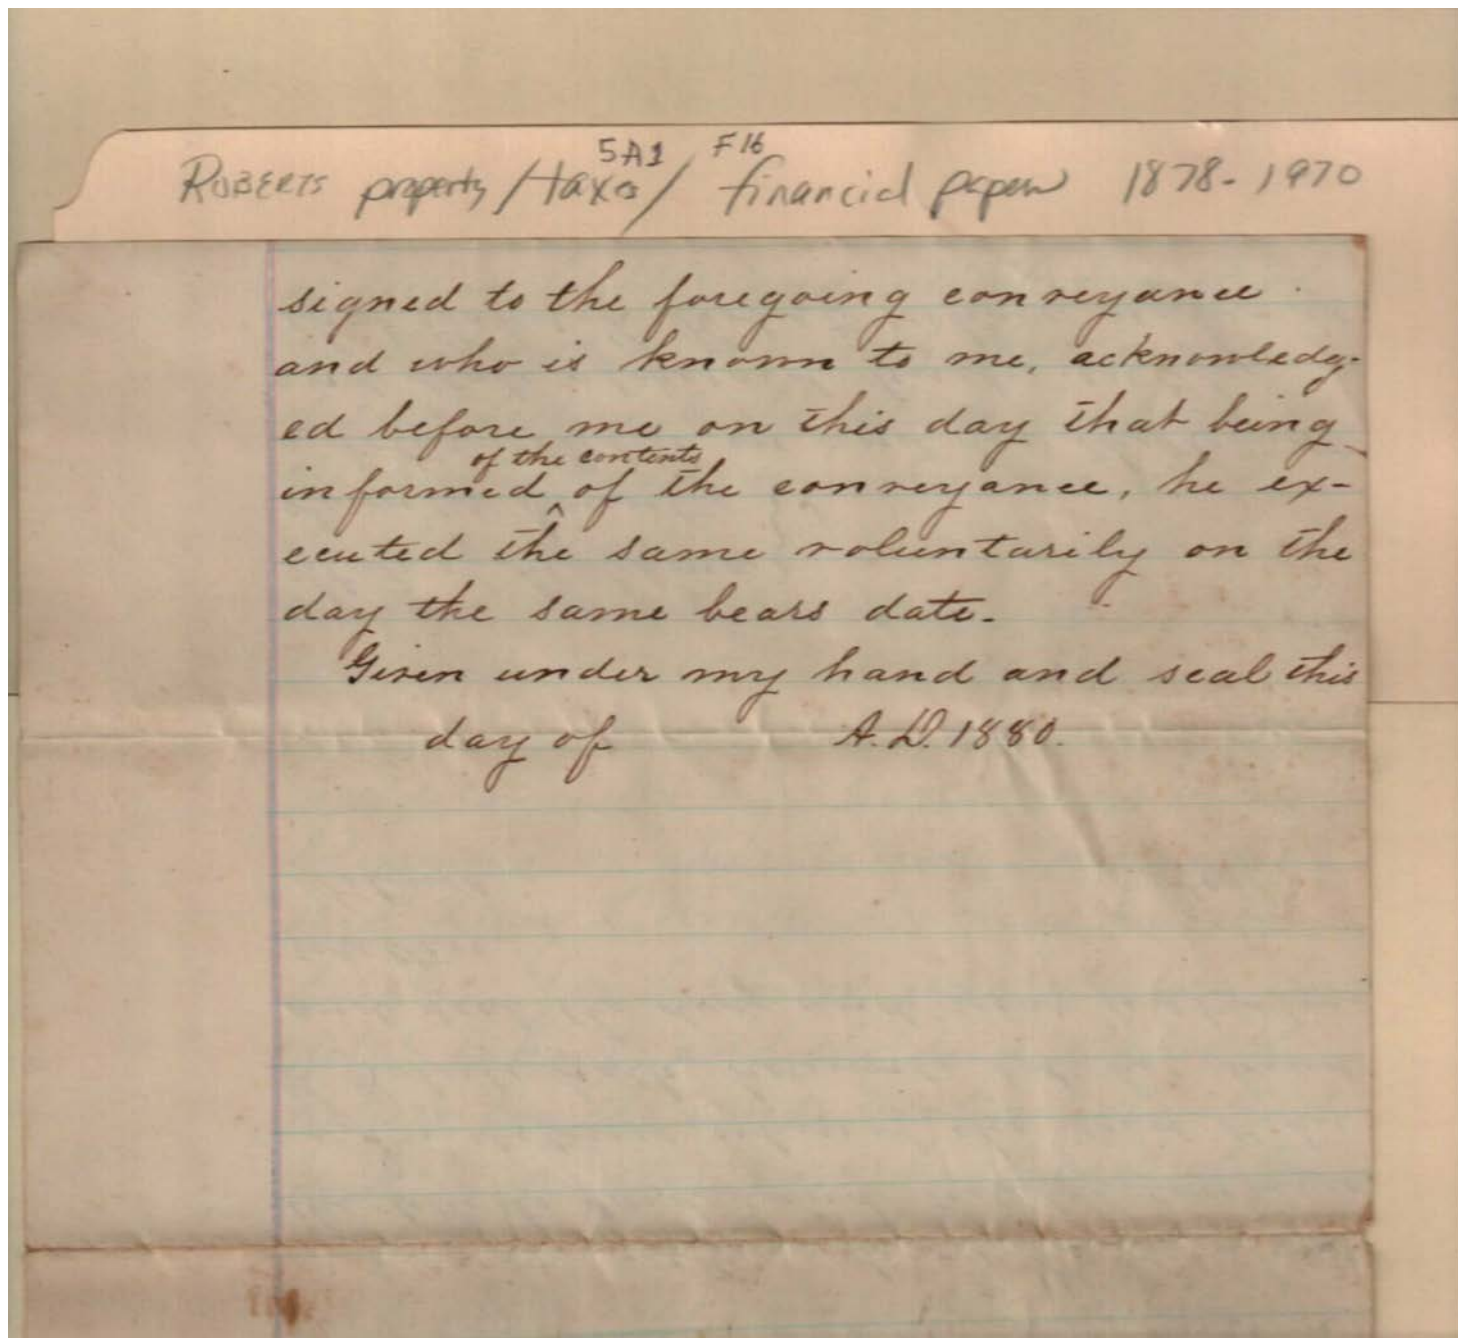 5A1 F16
ROBERTS property/taxes/ financial papers 1878-1970
signed to the foregoing conveyance
and who is known to me, acknowledg-
ed before me on this day that being
of the contents
informed ^ of the conveyance, he ex-
ecuted the same voluntarily on the
day the same bears date.
Given under my hand and seal this
day of A.D. 1880.